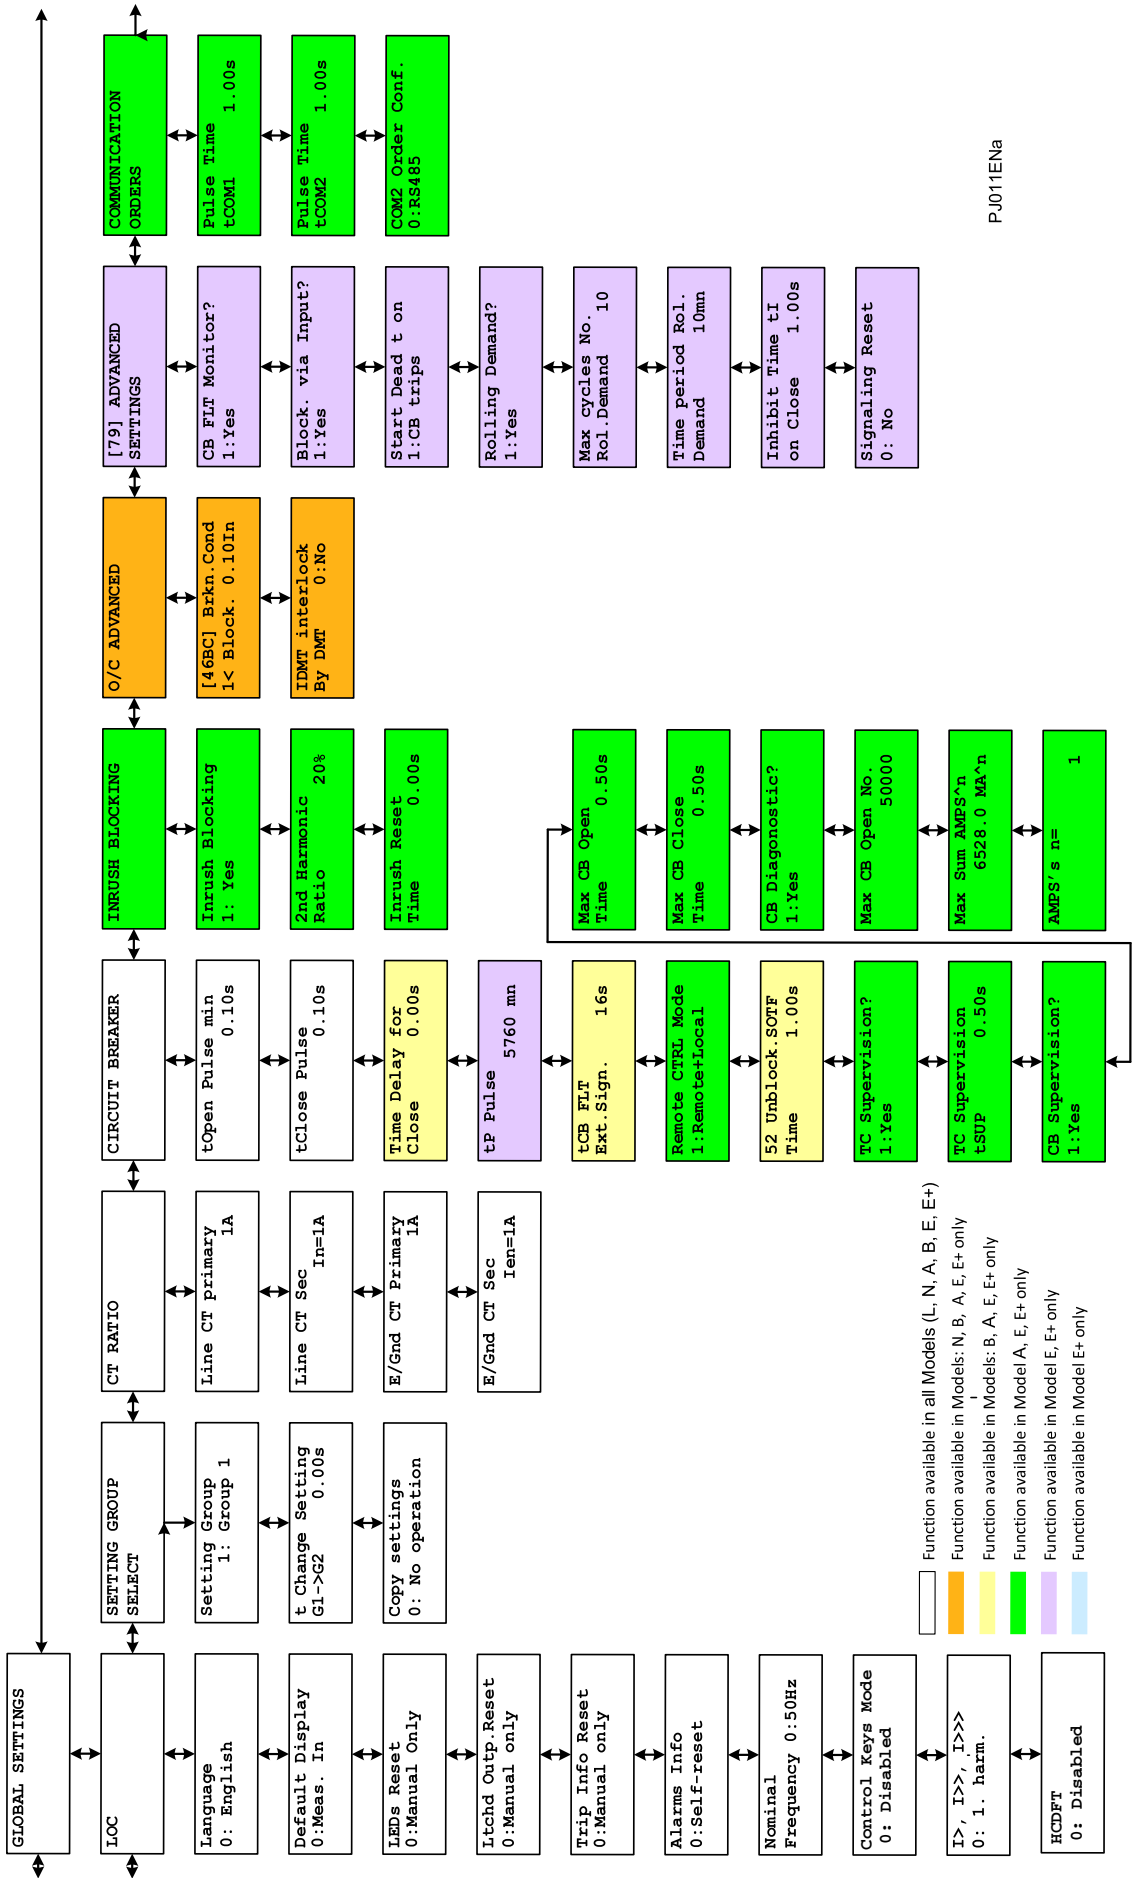 GLOBAL SETTINGS
LOC
Language
0: English
Default Display
0:Meas. In
LEDs Reset
0:Manual Only
Ltchd Outp.Reset
0:Manual only
Trip Info Reset
0:Manual only
Alarms Info
0:Self-reset
Nominal
Frequency 0:50Hz
Control Keys Mode
0: Disabled
I>, I>>, I>>>
0: 1. harm.
HCDFT
0: Disabled
SETTING GROUP
SELECT
Setting Group
1: Group 1
t Change Setting
G1->G2 0.00s
Copy settings
0: No operation
CT RATIO
Line CT primary
1A
Line CT Sec
In=1A
E/Gnd CT Primary
1A
E/Gnd CT Sec
Ien=1A
CIRCUIT BREAKER
tOpen Pulse min
0.10s
tClose Pulse
0.10s
Time Delay for
Close 0.00s
tP Pulse
5760 mn
tCB FLT
Ext.Sign. 16s
Remote CTRL Mode
1:Remote+Local
52 Unblock.SOTF
Time 1.00s
TC Supervision?
1:Yes
TC Supervision
tSUP 0.50s
CB Supervision?
1:Yes
INRUSH BLOCKING
Inrush Blocking
1: Yes
2nd Harmonic
Ratio 20%
Inrush Reset
Time 0.00s
Max CB Open
Time 0.50s
Max CB Close
Time 0.50s
CB Diagonostic?
1:Yes
Max CB Open No.
50000
Max Sum AMPS^n
6528.0 MA^n
AMPS's n=
1
O/C ADVANCED
[46BC] Brkn.Cond
1< Block. 0.10In
IDMT interlock
By DMT 0:No
[79] ADVANCED
SETTINGS
CB FLT Monitor?
1:Yes
Block. via Input?
1:Yes
Start Dead t on
1:CB trips
Rolling Demand?
1:Yes
Max cycles No.
Rol.Demand 10
Time period Rol.
Demand 10mn
Inhibit Time tI
on Close 1.00s
Signaling Reset
0: No
COMMUNICATION
ORDERS
Pulse Time
tCOM1 1.00s
Pulse Time
tCOM2 1.00s
COM2 Order Conf.
0:RS485
Function available in all Models (L, N, A, B, E, E+)
Function available in Models: N, B, A, E, E+ only
Function available in Models: B, A, E, E+ only
Function available in Model A, E, E+ only
Function available in Model E, E+ only
Function available in Model E+ only
PJ011ENa